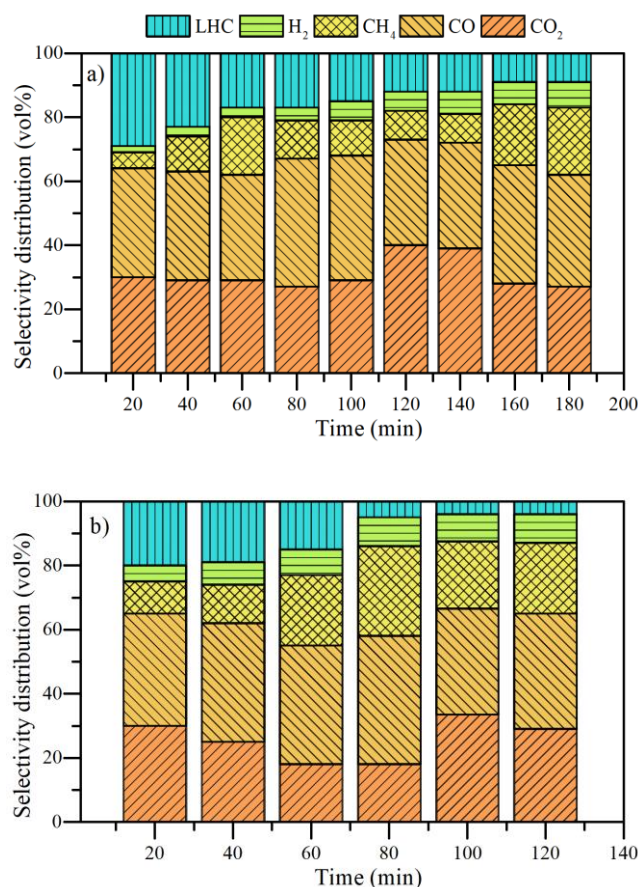 LHC H₂ CH₄ CO CO₂
a)
Selectivity distribution (vol%)
100
80
60
40
20
0
20 40 60 80 100 120 140 160 180 200
Time (min)
b)
Selectivity distribution (vol%)
100
80
60
40
20
0
20 40 60 80 100 120 140
Time (min)